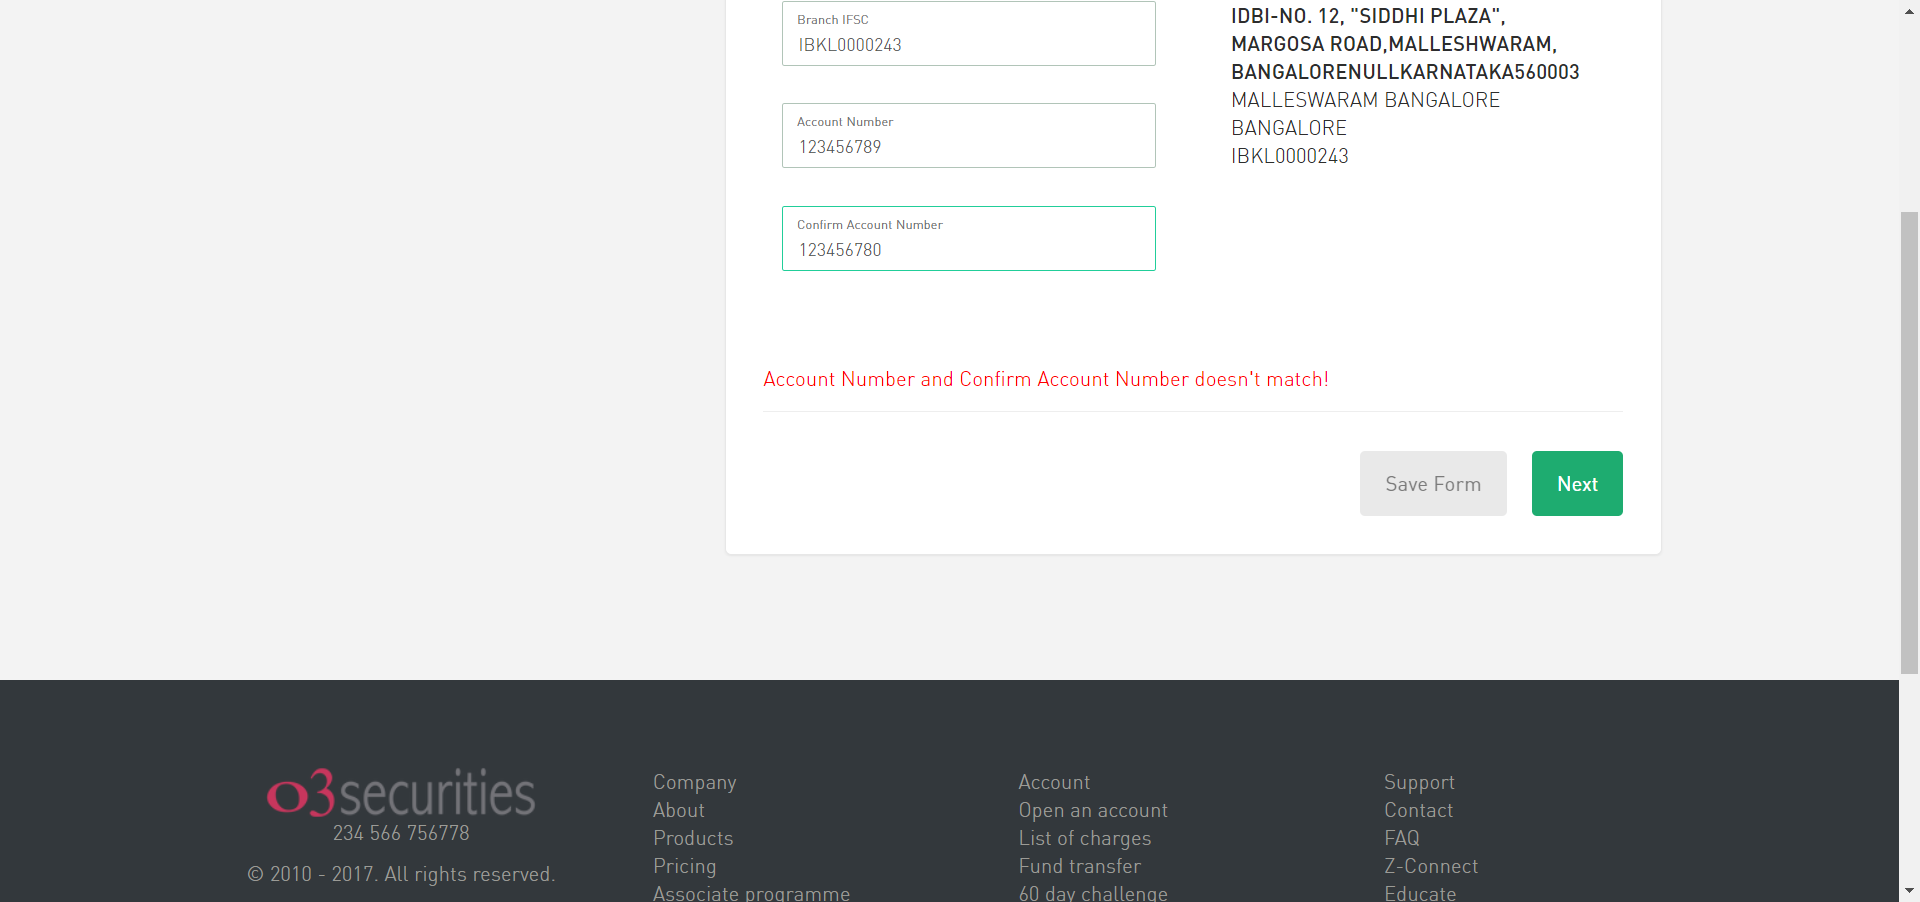 Branch IFSC
IBKL0000243
Account Number
123456789
Confirm Account Number
123456780
IDBI-NO. 12, "SIDDHI PLAZA",
MARGOSA ROAD,MALLESHWARAM,
BANGALORENULLKARNATAKA560003
MALLESWARAM BANGALORE
BANGALORE
IBKL0000243
Account Number and Confirm Account Number doesn't match!
Save Form
Next
o3securities
234 566 756778
© 2010 - 2017. All rights reserved.
Company
About
Products
Pricing
Associate programme
Account
Open an account
List of charges
Fund transfer
60 day challenge
Support
Contact
FAQ
Z-Connect
Educate